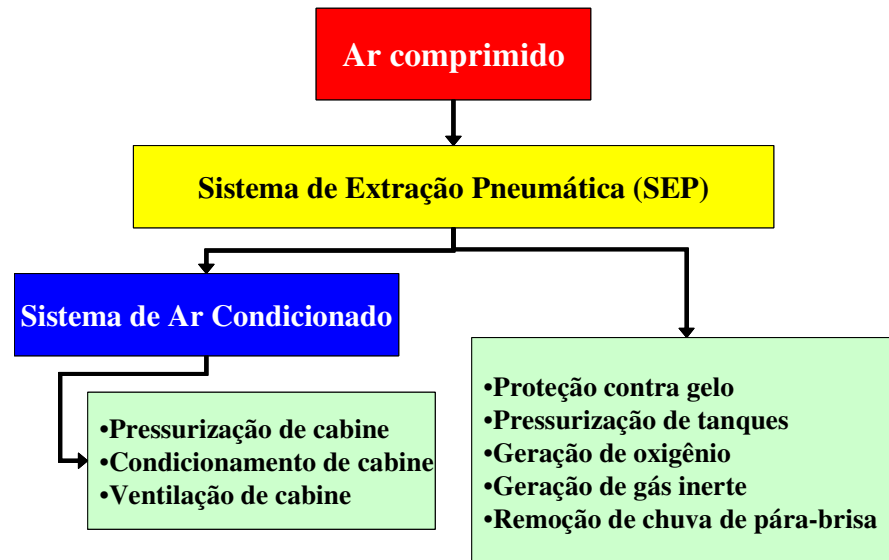 Ar comprimido
Sistema de Extração Pneumática (SEP)
Sistema de Ar Condicionado
•Pressurização de cabine
•Condicionamento de cabine
•Ventilação de cabine
•Proteção contra gelo
•Pressurização de tanques
•Geração de oxigênio
•Geração de gás inerte
•Remoção de chuva de pára-brisa